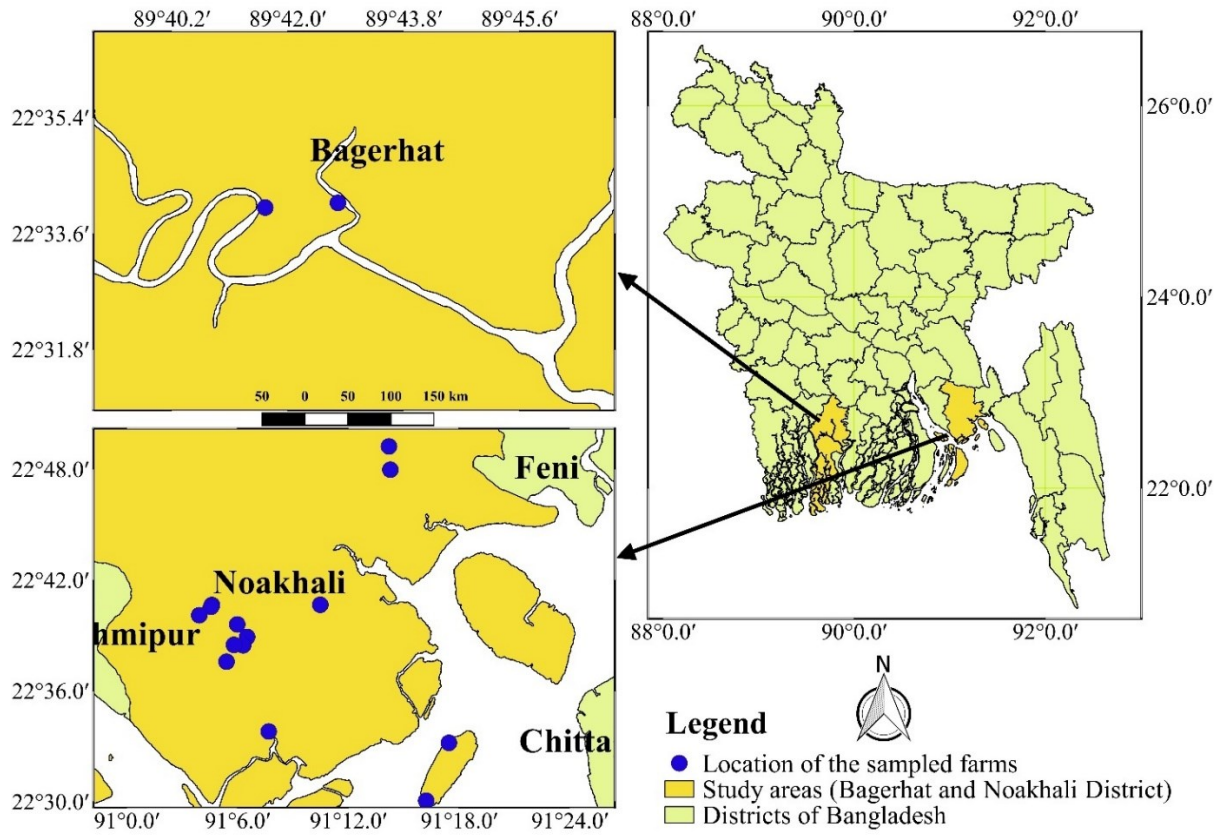 89°40.2′ 89°42.0′ 89°43.8′ 89°45.6′
88°0.0′ 90°0.0′ 92°0.0′
22°35.4′
22°33.6′
22°31.8′
Bagerhat
50 0 50 100 150 km
22°48.0′
22°42.0′
22°36.0′
22°30.0′
Feni
Noakhali
hmipur
Chitta
91°0.0′ 91°6.0′ 91°12.0′ 91°18.0′ 91°24.0′
26°0.0′
24°0.0′
22°0.0′
88°0.0′ 90°0.0′ 92°0.0′
N
Legend
Location of the sampled farms
Study areas (Bagerhat and Noakhali District)
Districts of Bangladesh